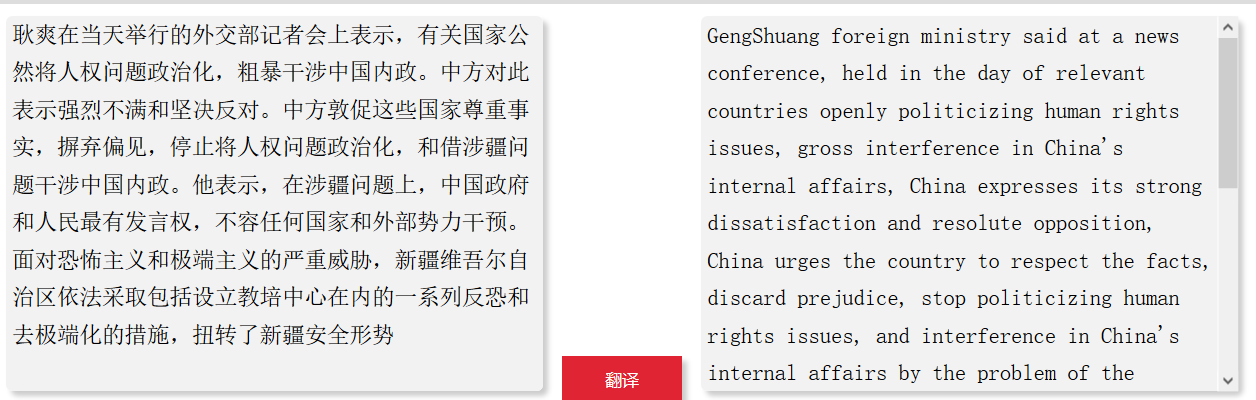 耿爽在当天举行的外交部记者会上表示，有关国家公
然将人权问题政治化，粗暴干涉中国内政。中方对此
表示强烈不满和坚决反对。中方敦促这些国家尊重事
实，摒弃偏见，停止将人权问题政治化，和借涉疆问
题干涉中国内政。他表示，在涉疆问题上，中国政府
和人民最有发言权，不容任何国家和外部势力干预。
面对恐怖主义和极端主义的严重威胁，新疆维吾尔自
治区依法采取包括设立教培中心在内的一系列反恐和
去极端化的措施，扭转了新疆安全形势
翻译
GengShuang foreign ministry said at a news
conference, held in the day of relevant
countries openly politicizing human rights
issues, gross interference in China's
internal affairs, China expresses its strong
dissatisfaction and resolute opposition,
China urges the country to respect the facts,
discard prejudice, stop politicizing human
rights issues, and interference in China's
internal affairs by the problem of the